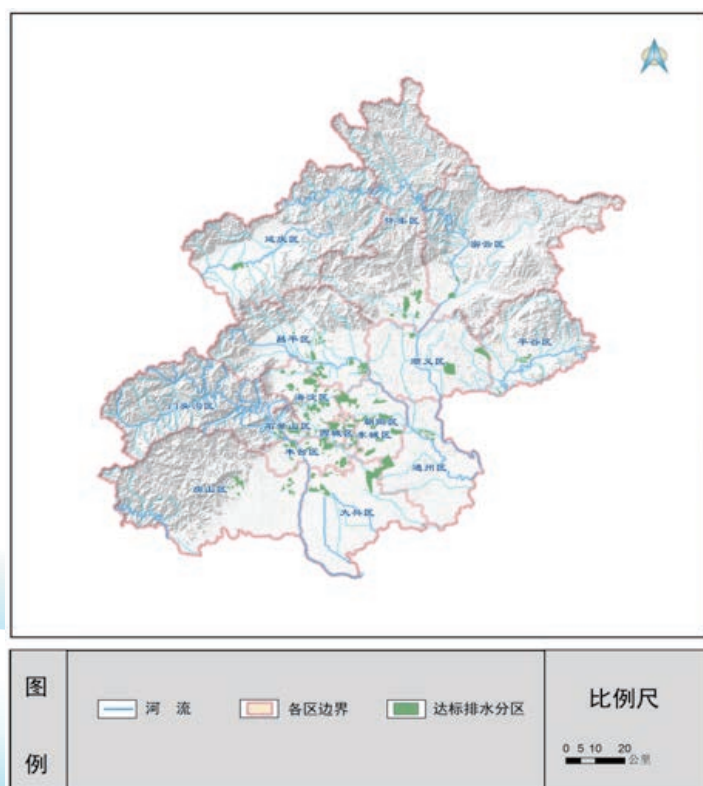 怀柔区
延庆区
密云区
昌平区
顺义区
平谷区
海淀区
门头沟区
石景山区
西城区
朝阳区
东城区
丰台区
通州区
房山区
大兴区
图
例
河 流
各区边界
达标排水分区
比例尺
0 5 10 20
公里